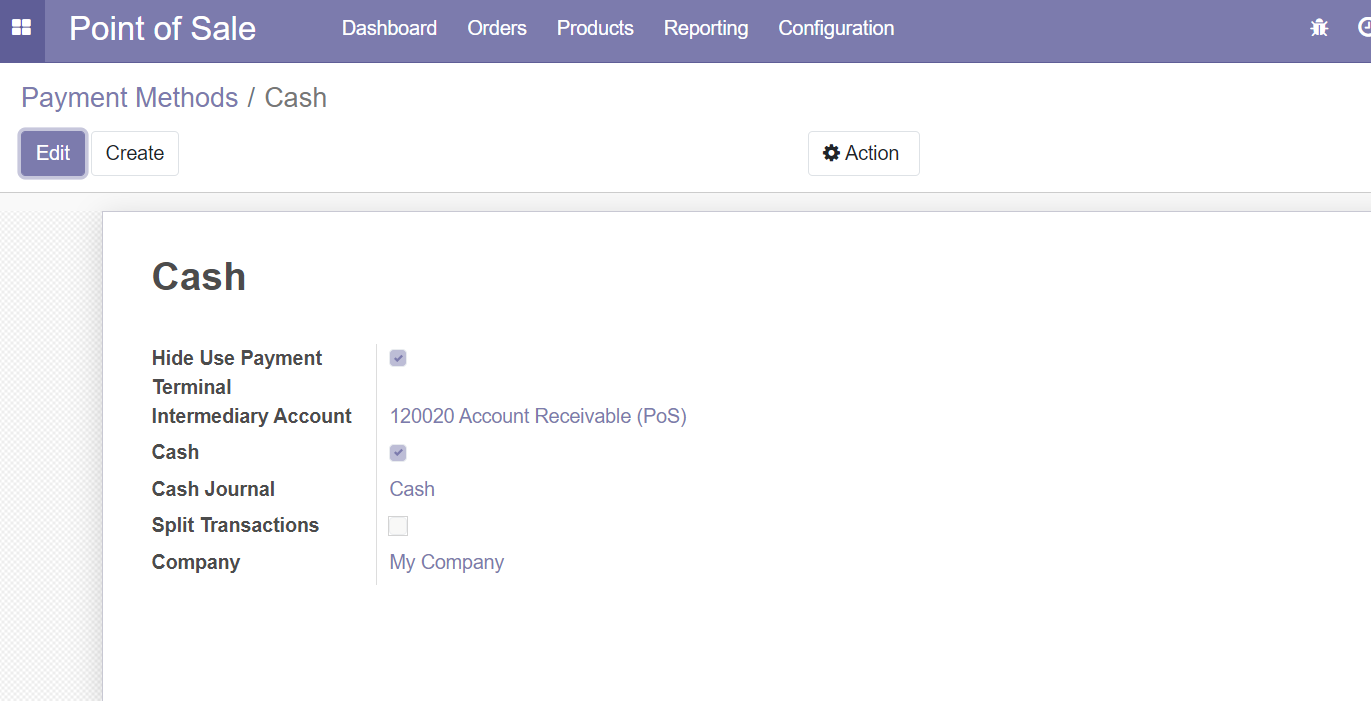 Point of Sale Dashboard Orders Products Reporting Configuration
Payment Methods / Cash
Edit Create Action
Cash
Hide Use Payment
Terminal
Intermediary Account 120020 Account Receivable (PoS)
Cash
Cash Journal Cash
Split Transactions
Company My Company